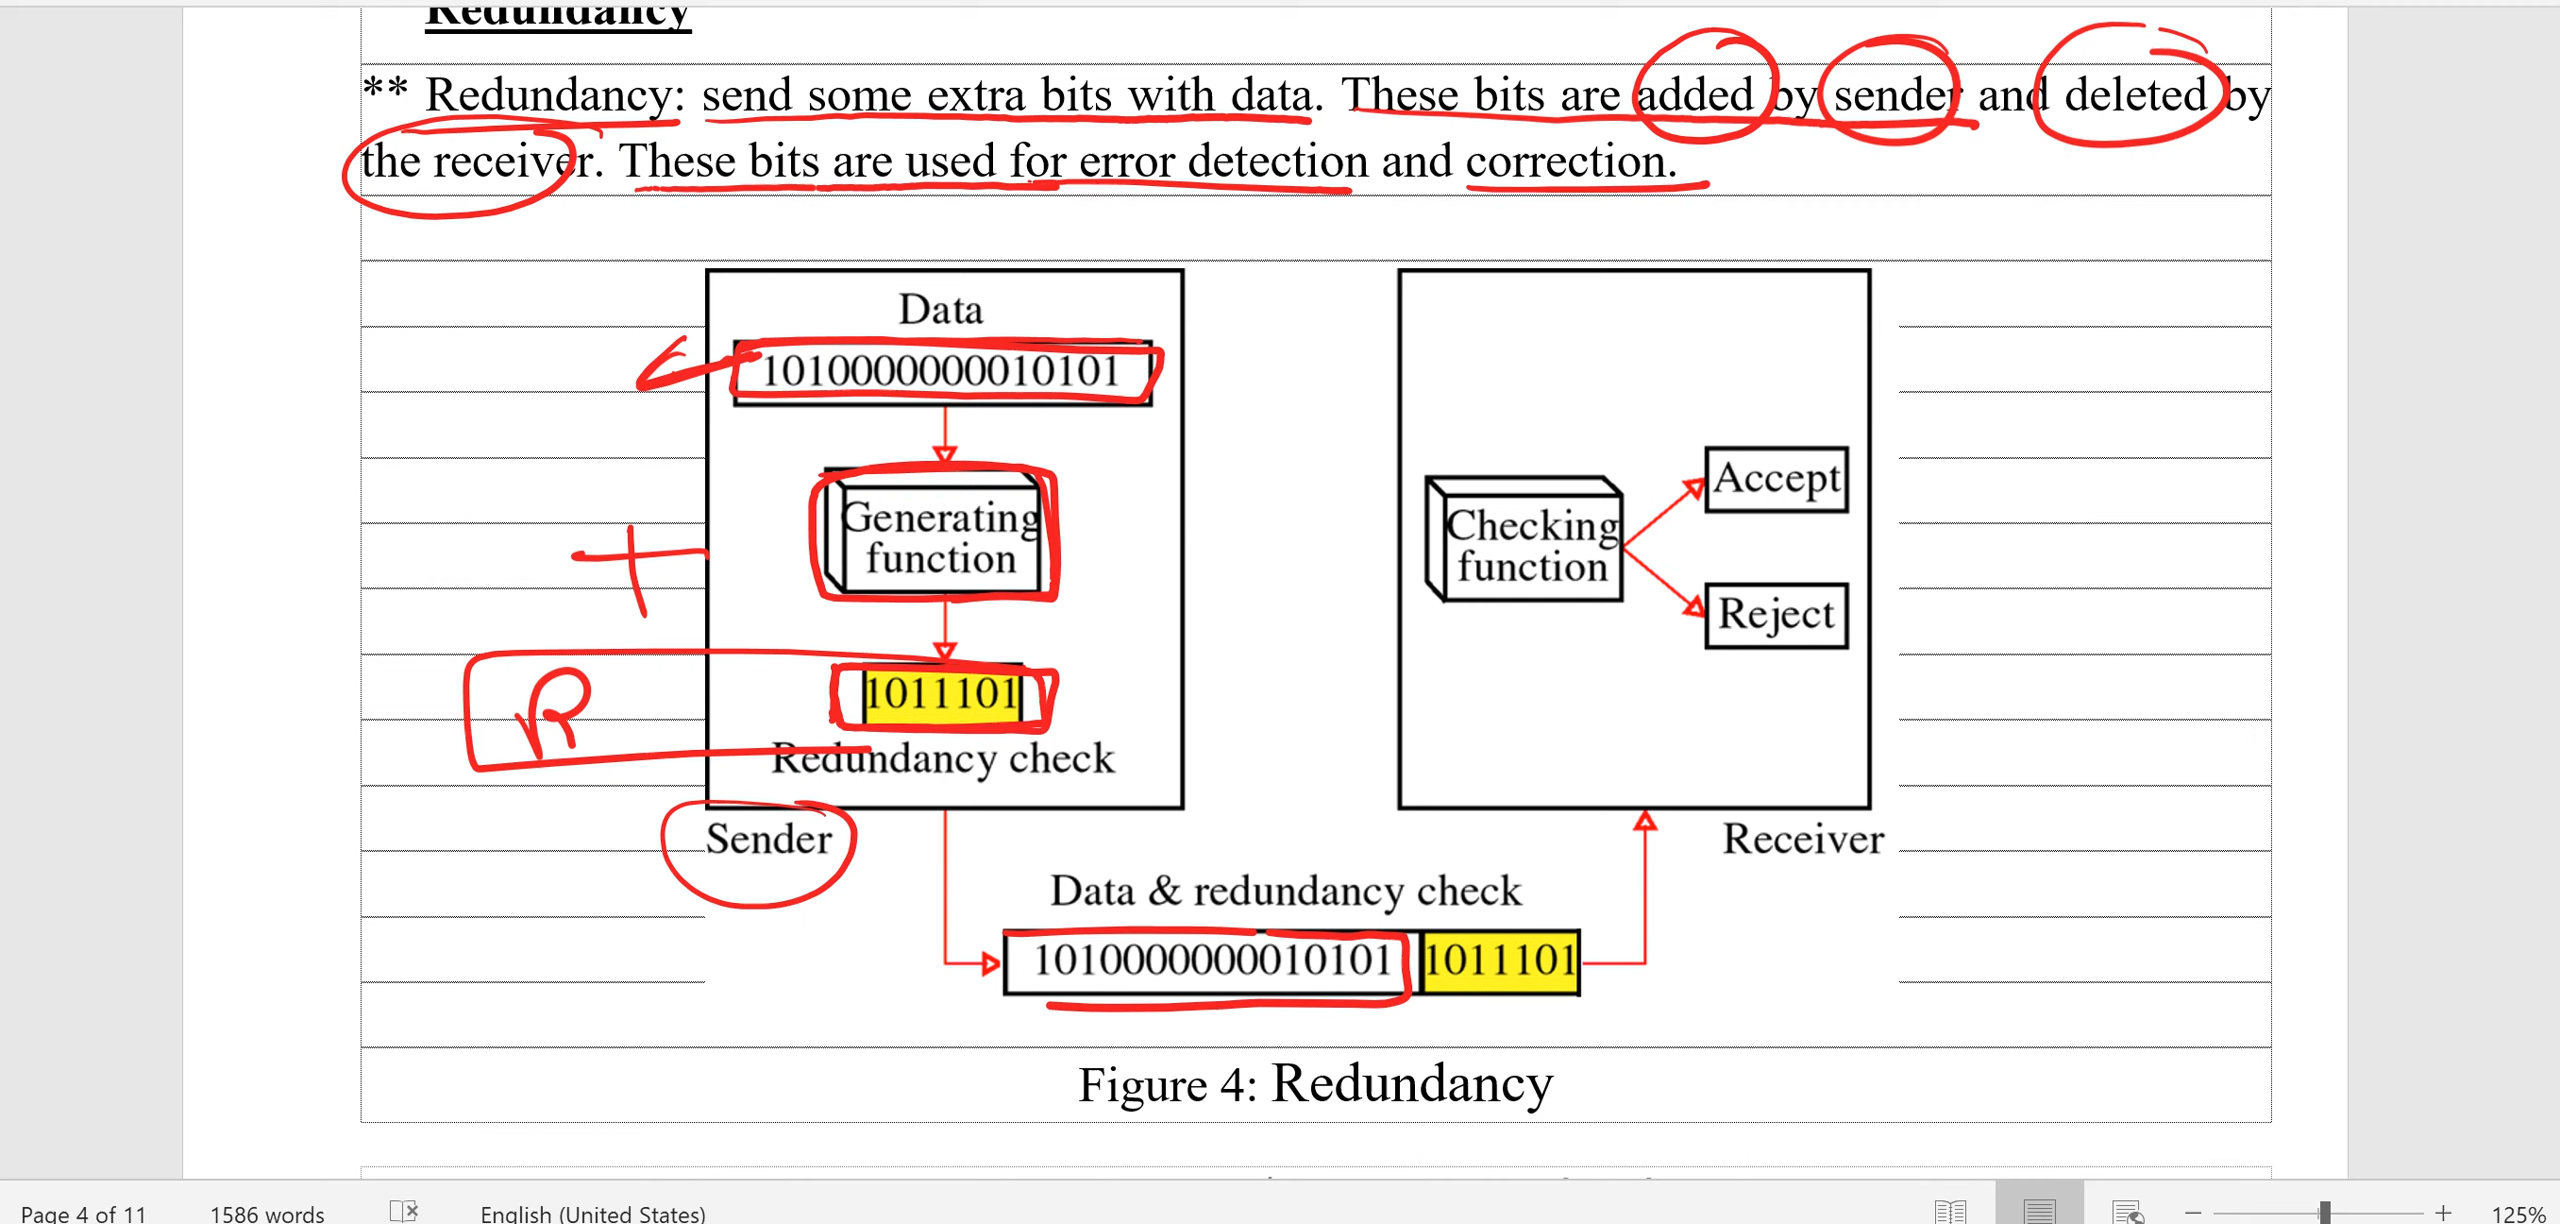 Redundancy
** Redundancy: send some extra bits with data. These bits are added by sender and deleted by
the receiver. These bits are used for error detection and correction.
Data
1010000000010101
Generating
function
1011101
Redundancy check
Sender
+
R
Checking
function
Accept
Reject
Receiver
Data & redundancy check
1010000000010101 1011101
Figure 4: Redundancy
Page 4 of 11 1586 words English (United States) 125%